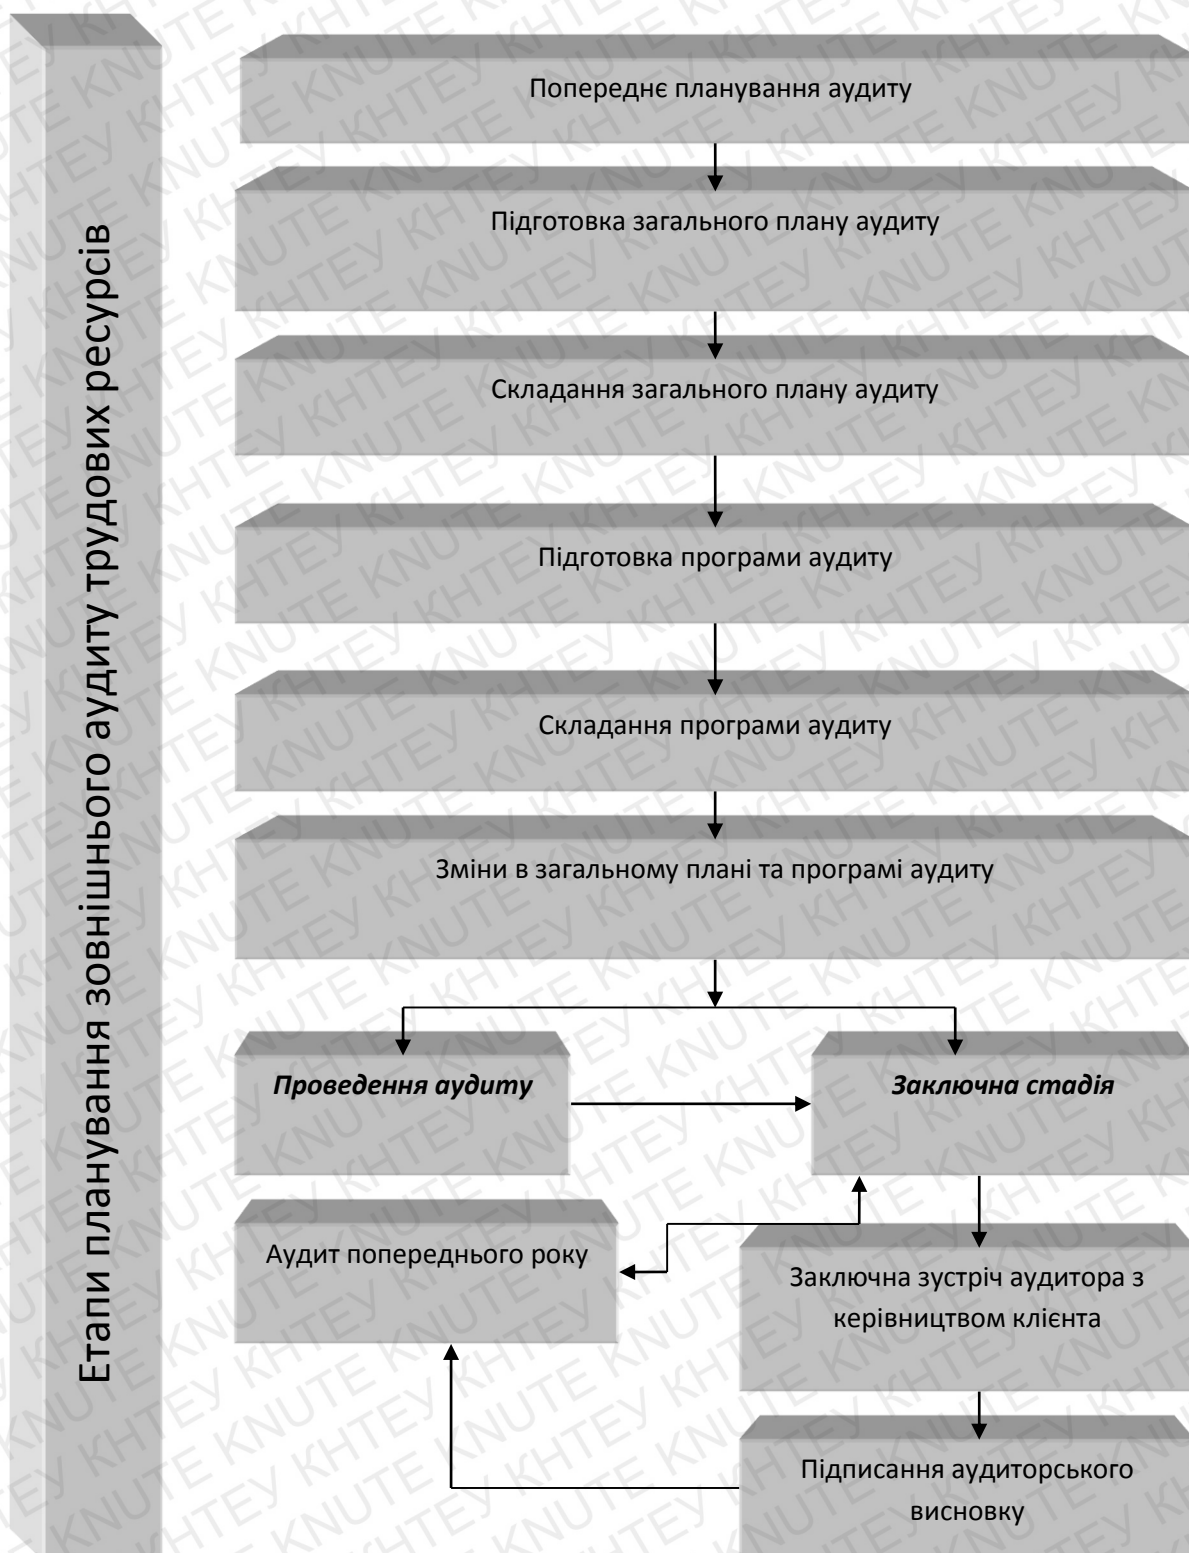 Етапи планування зовнішнього аудиту трудових ресурсів
Попереднє планування аудиту
Підготовка загального плану аудиту
Складання загального плану аудиту
Підготовка програми аудиту
Складання програми аудиту
Зміни в загальному плані та програмі аудиту
Проведення аудиту
Заключна стадія
Аудит попереднього року
Заключна зустріч аудитора з
керівництвом клієнта
Підписання аудиторського
висновку
KNUTE КНТЕУ